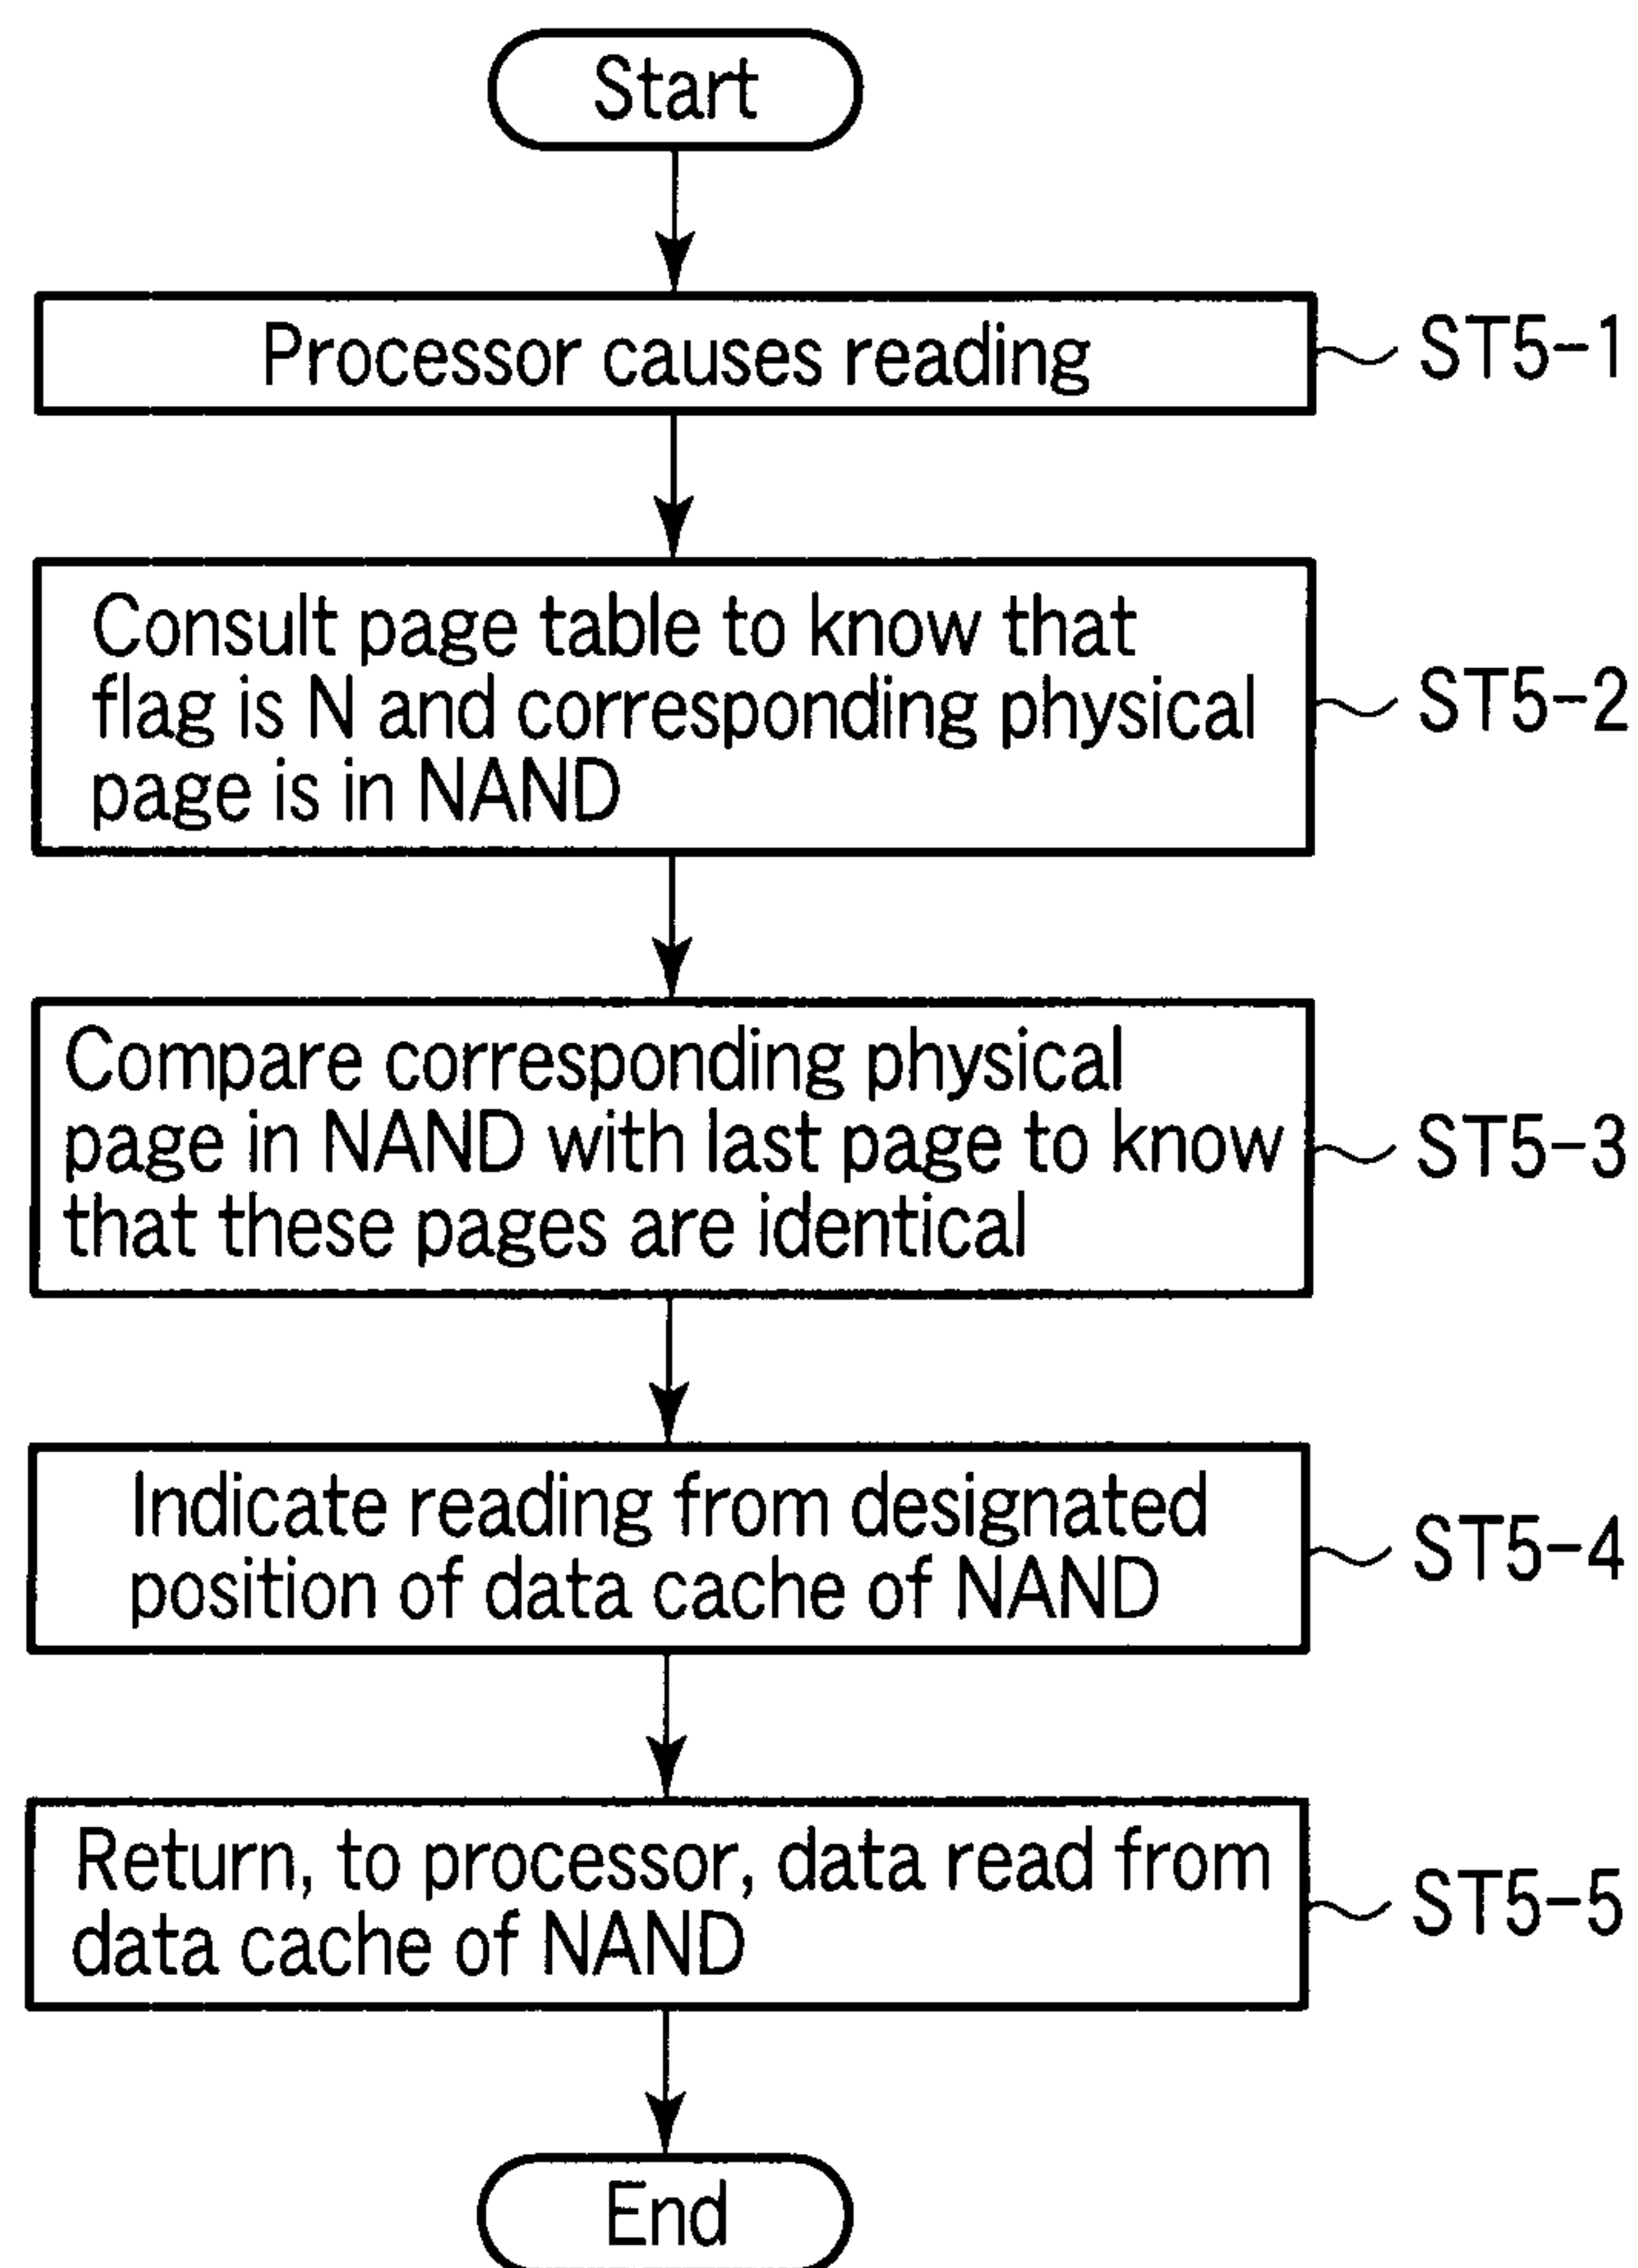 Start
Processor causes reading
ST5-1
Consult page table to know that
flag is N and corresponding physical
page is in NAND
ST5-2
Compare corresponding physical
page in NAND with last page to know
that these pages are identical
ST5-3
Indicate reading from designated
position of data cache of NAND
ST5-4
Return, to processor, data read from
data cache of NAND
ST5-5
End